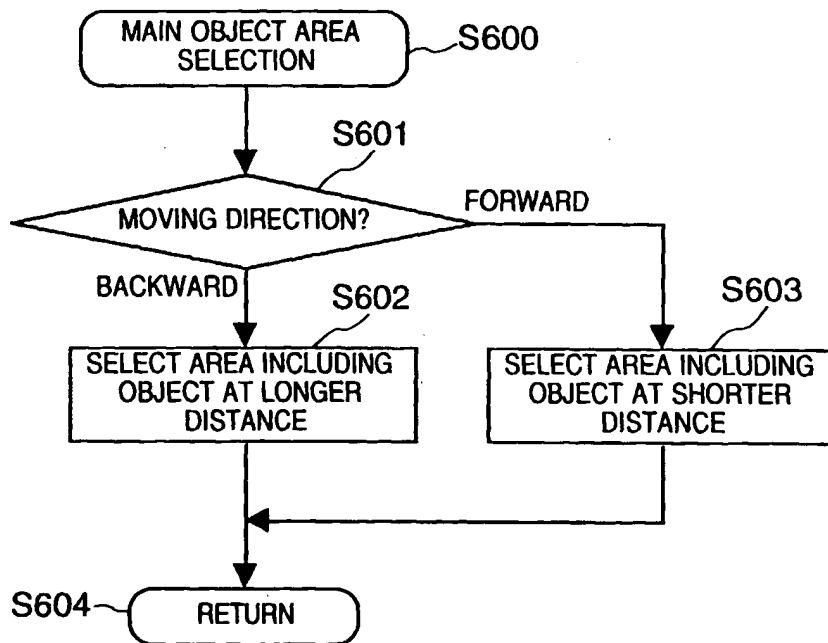 MAIN OBJECT AREA
SELECTION
S600
S601
MOVING DIRECTION?
FORWARD
BACKWARD
S602
S603
SELECT AREA INCLUDING
OBJECT AT LONGER
DISTANCE
SELECT AREA INCLUDING
OBJECT AT SHORTER
DISTANCE
S604
RETURN